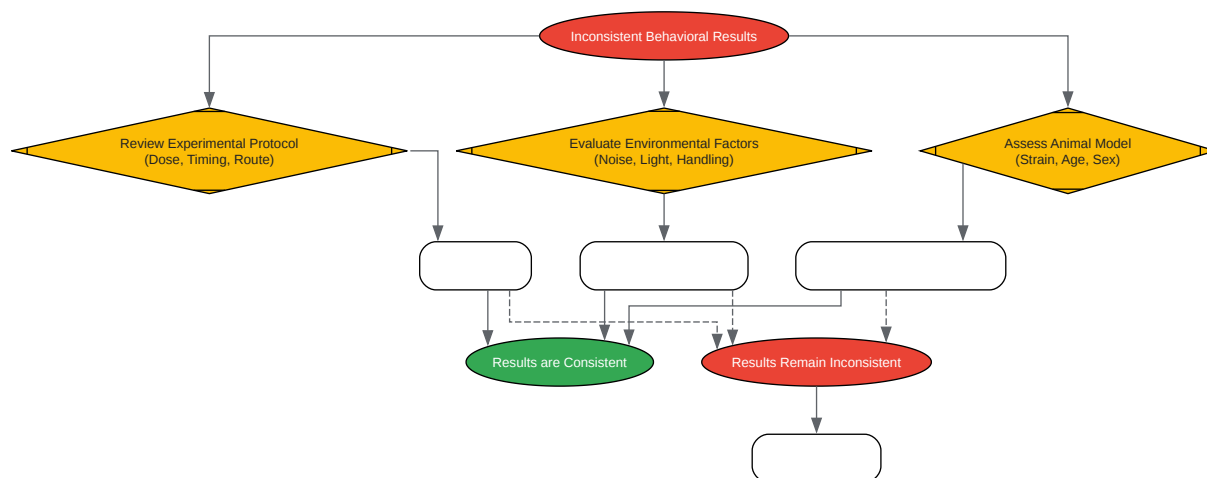 Inconsistent Behavioral Results
Review Experimental Protocol
(Dose, Timing, Route)
Evaluate Environmental Factors
(Noise, Light, Handling)
Assess Animal Model
(Strain, Age, Sex)
Results are Consistent
Results Remain Inconsistent